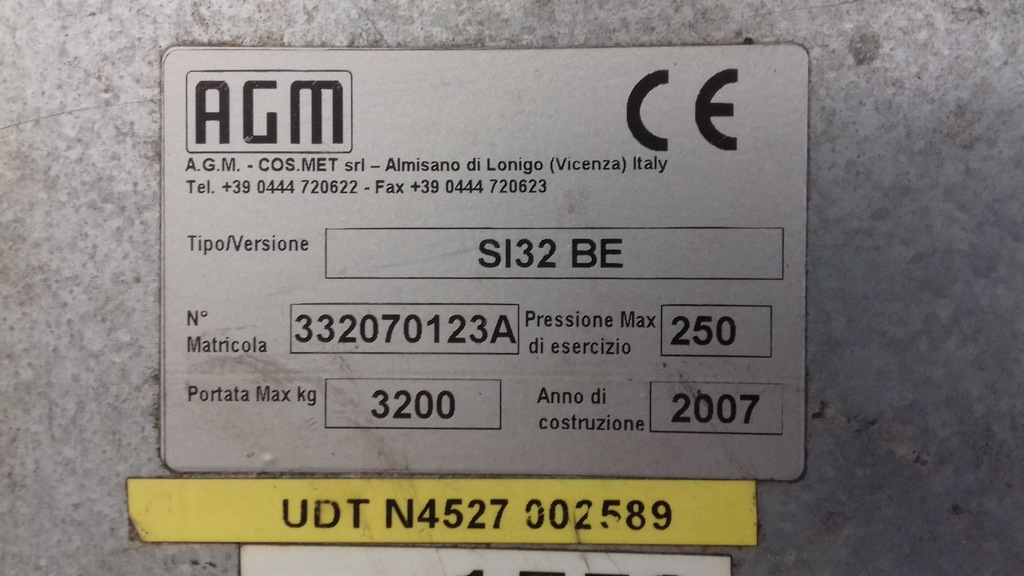 AGM CE
A.G.M. - COS.MET srl – Almisano di Lonigo (Vicenza) Italy
Tel. +39 0444 720622 - Fax +39 0444 720623
Tipo/Versione SI32 BE
N° Matricola 332070123A Pressione Max di esercizio 250
Portata Max kg 3200 Anno di costruzione 2007
UDT N4527 002589